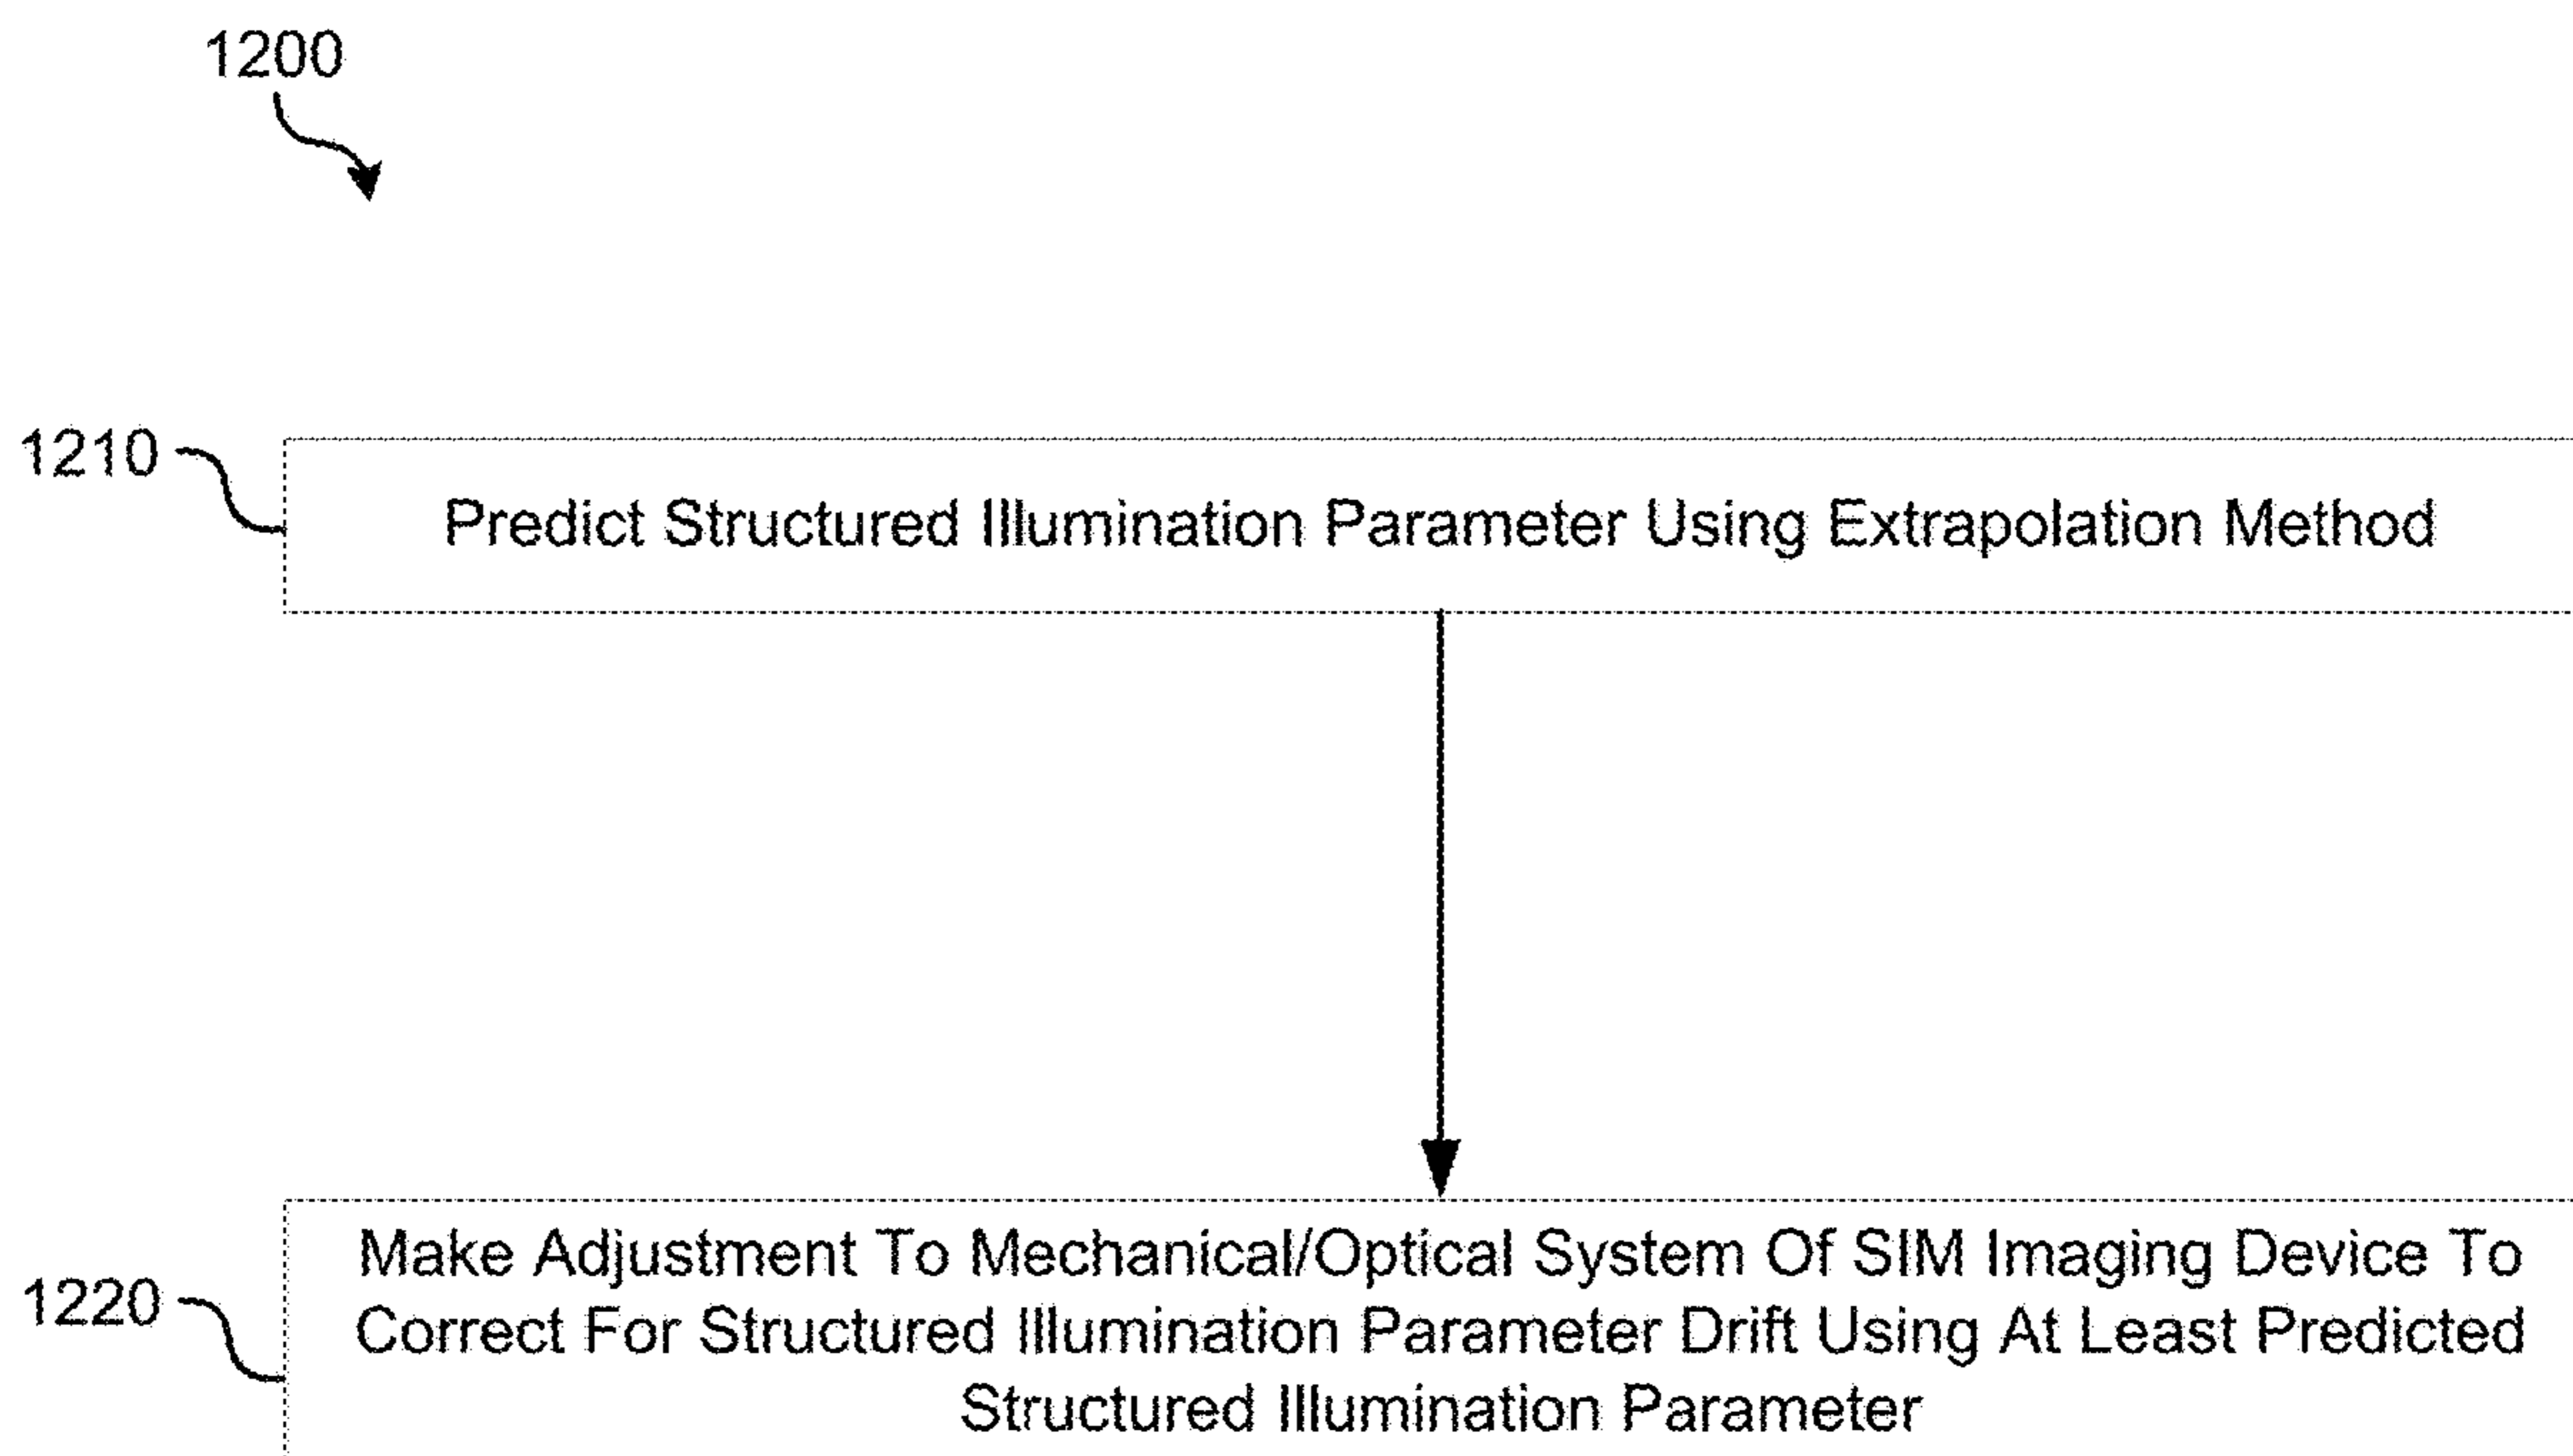 1200
1210
Predict Structured Illumination Parameter Using Extrapolation Method
1220
Make Adjustment To Mechanical/Optical System Of SIM Imaging Device To
Correct For Structured Illumination Parameter Drift Using At Least Predicted
Structured Illumination Parameter